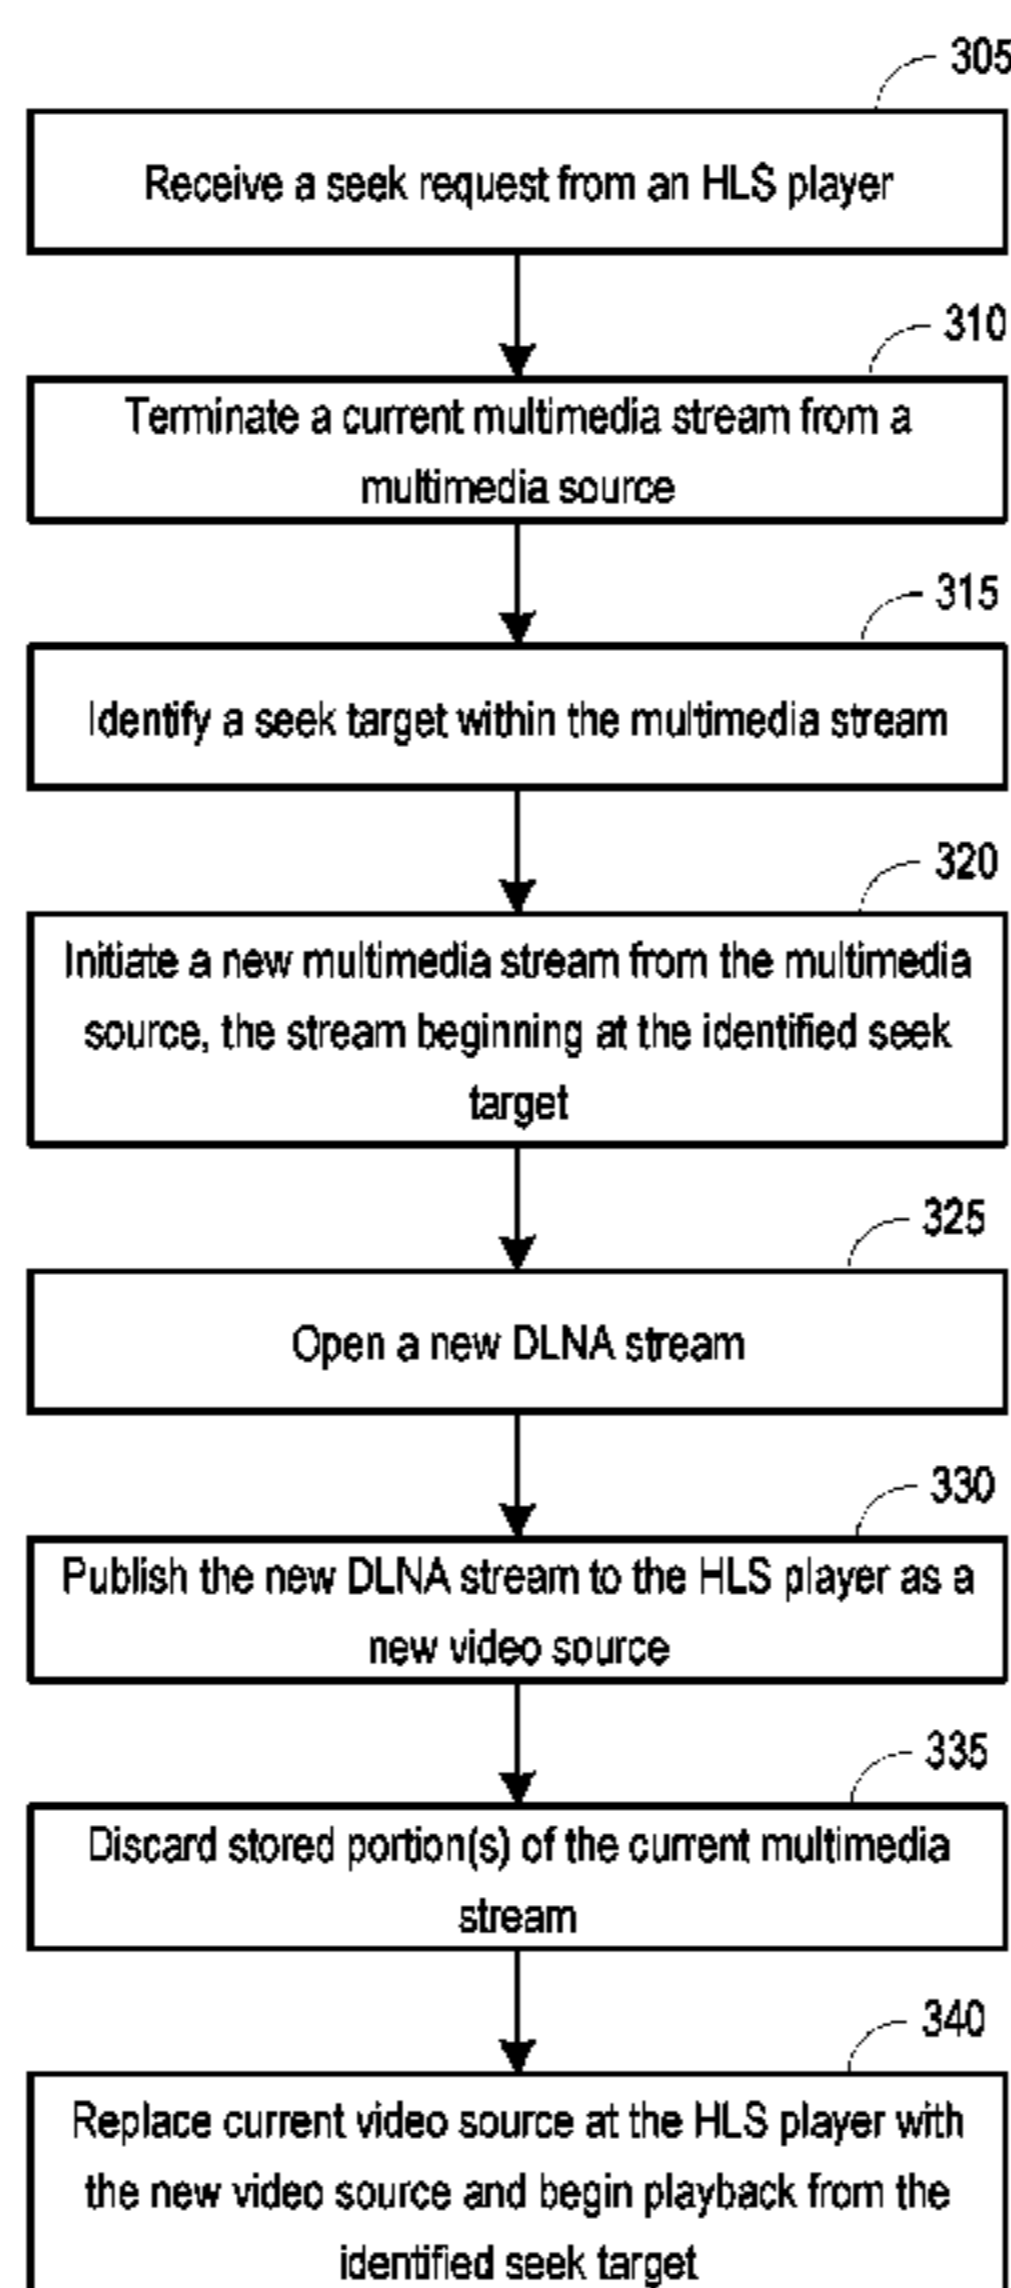 305
Receive a seek request from an HLS player
310
Terminate a current multimedia stream from a
multimedia source
315
Identify a seek target within the multimedia stream
320
Initiate a new multimedia stream from the multimedia
source, the stream beginning at the identified seek
target
325
Open a new DLNA stream
330
Publish the new DLNA stream to the HLS player as a
new video source
335
Discard stored portion(s) of the current multimedia
stream
340
Replace current video source at the HLS player with
the new video source and begin playback from the
identified seek target